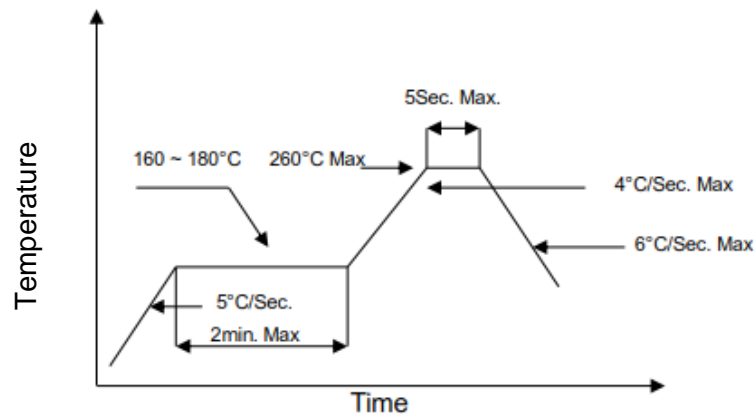 5Sec. Max.
160 ~ 180°C
260°C Max
4°C/Sec. Max
6°C/Sec. Max
Temperature
5°C/Sec.
2min. Max
Time